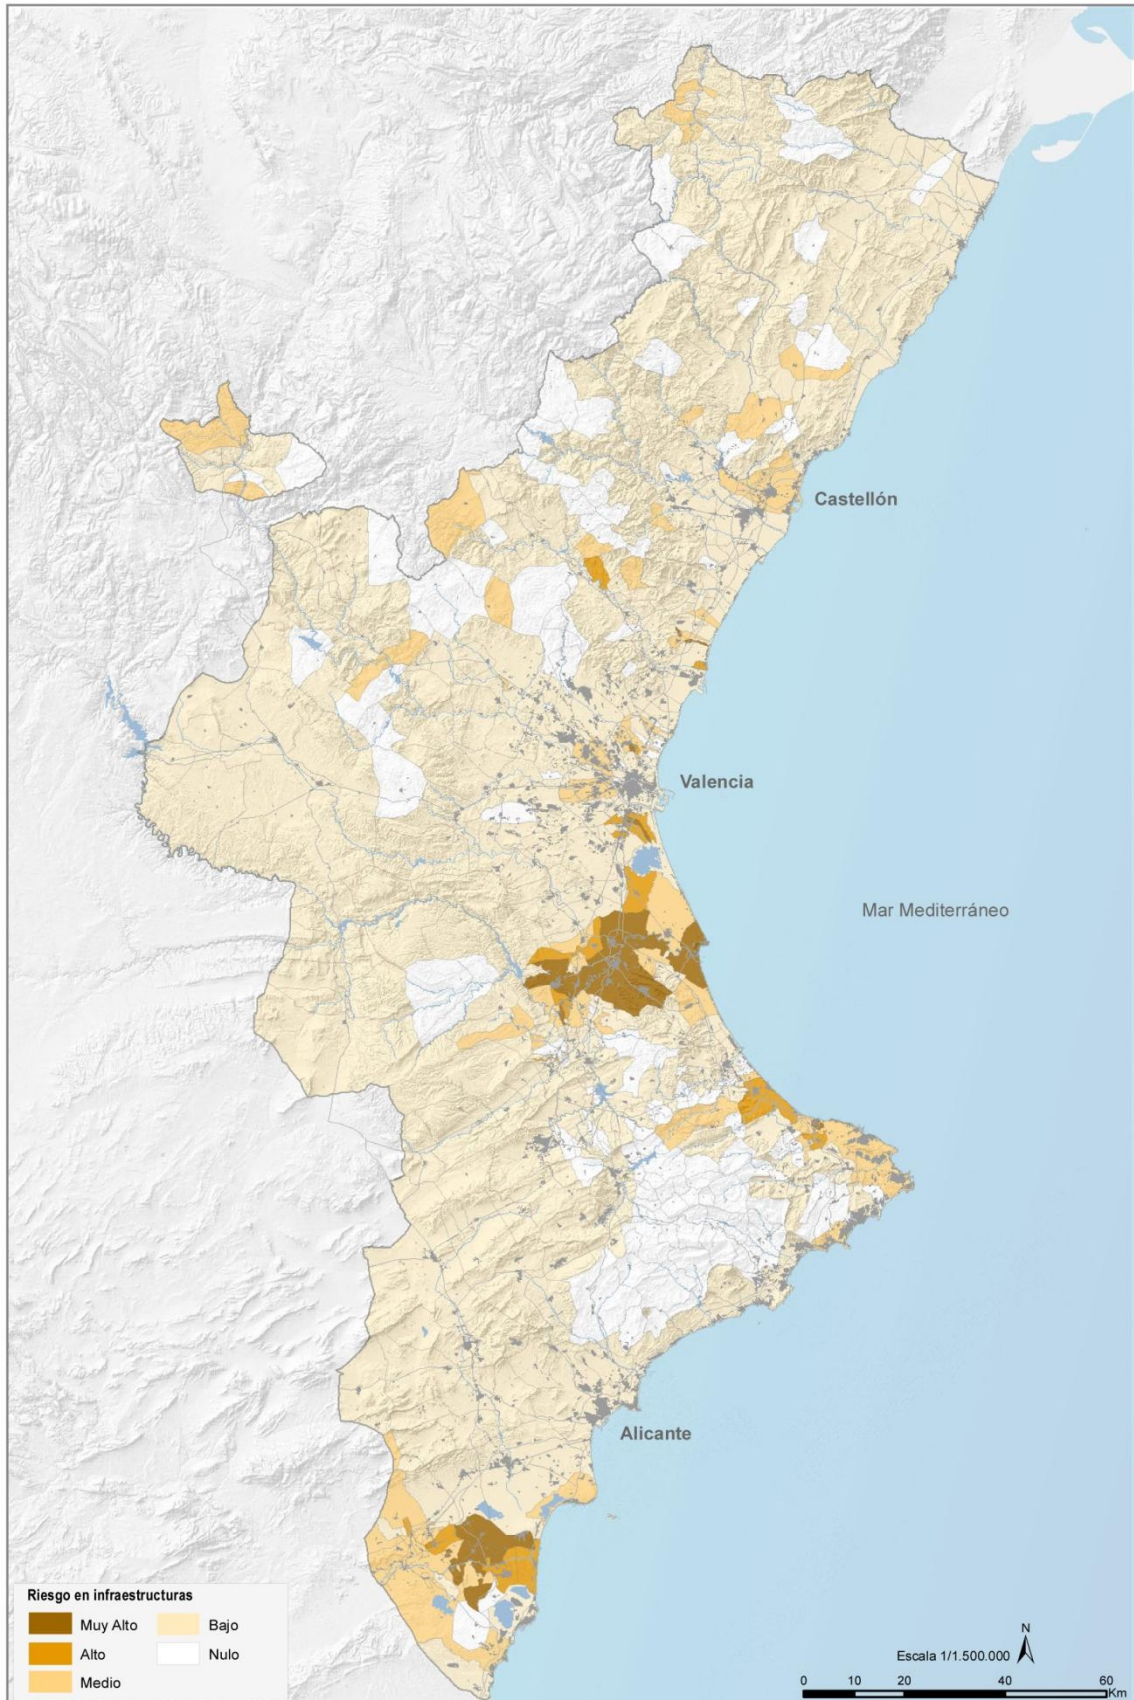 Castellón
Valencia
Mar Mediterráneo
Alicante
Riesgo en infraestructuras
Muy Alto
Bajo
Alto
Nulo
Medio
N
Escala 1/1.500.000
0 10 20 40 60
Km